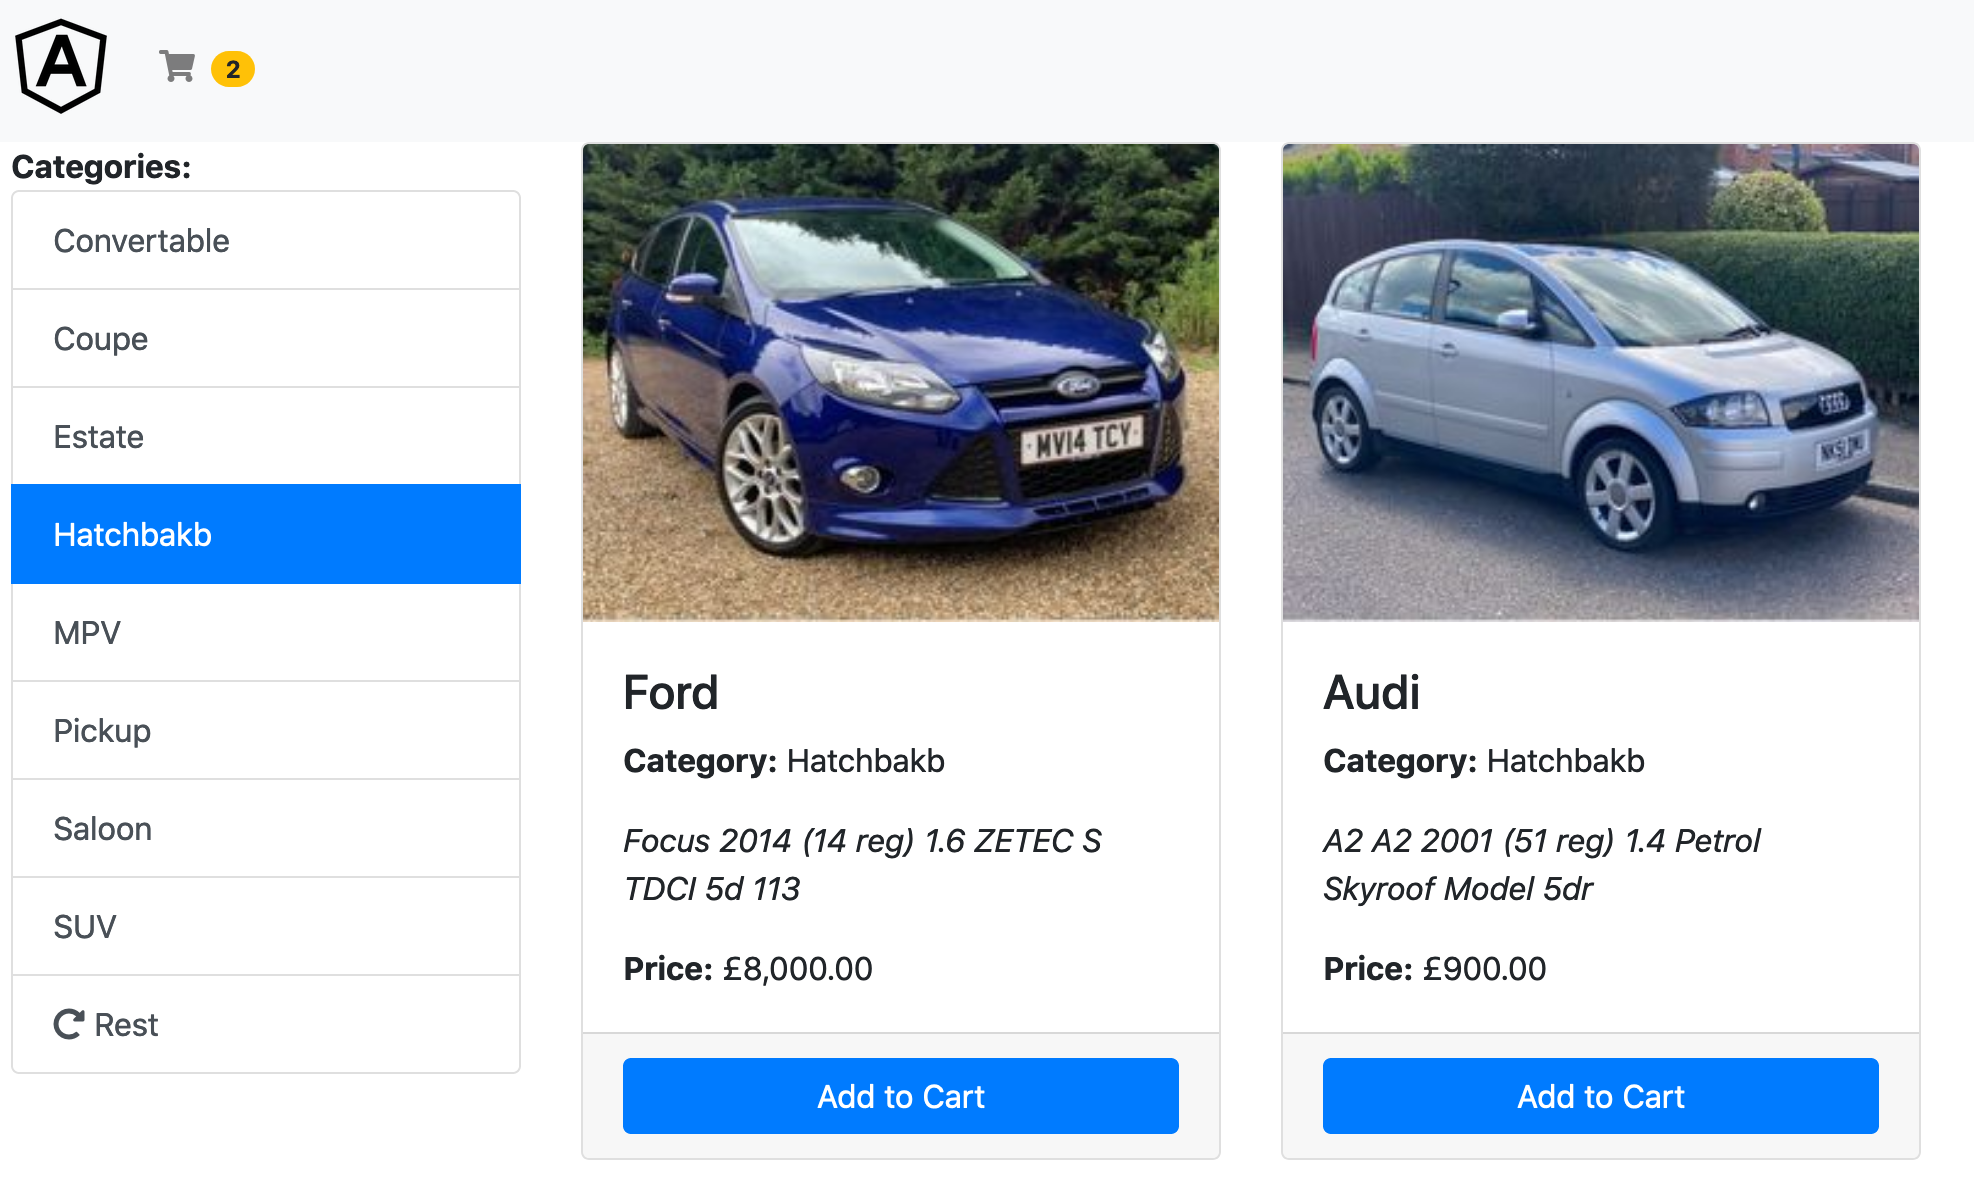 A
2
Categories:
Convertable
Coupe
Estate
Hatchbakb
MPV
Pickup
Saloon
SUV
Rest
MV14 TCY
Ford
Category: Hatchbakb
Focus 2014 (14 reg) 1.6 ZETEC S
TDCI 5d 113
Price: £8,000.00
Add to Cart
Audi
Category: Hatchbakb
A2 A2 2001 (51 reg) 1.4 Petrol
Skyroof Model 5dr
Price: £900.00
Add to Cart